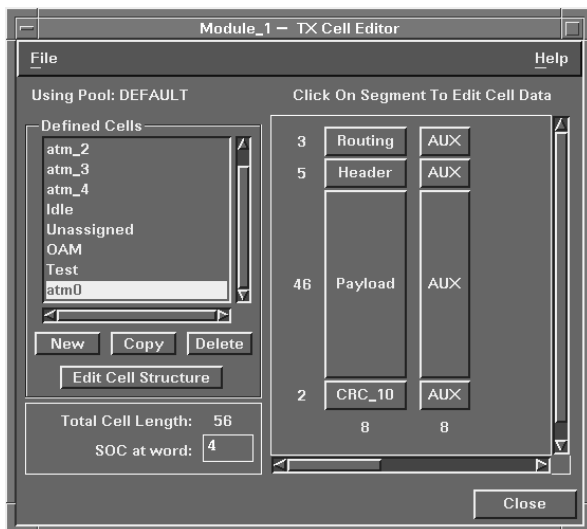 Module_1 – TX Cell Editor
File Help
Using Pool: DEFAULT
Click On Segment To Edit Cell Data
Defined Cells
atm_2
atm_3
atm_4
Idle
Unassigned
OAM
Test
atm0
New Copy Delete
Edit Cell Structure
Total Cell Length: 56
SOC at word: 4
3 Routing AUX
5 Header AUX
46 Payload AUX
2 CRC_10 AUX
8 8
Close